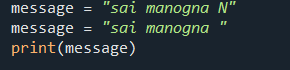 message = "sai manogna N"
message = "sai manogna "
print(message)